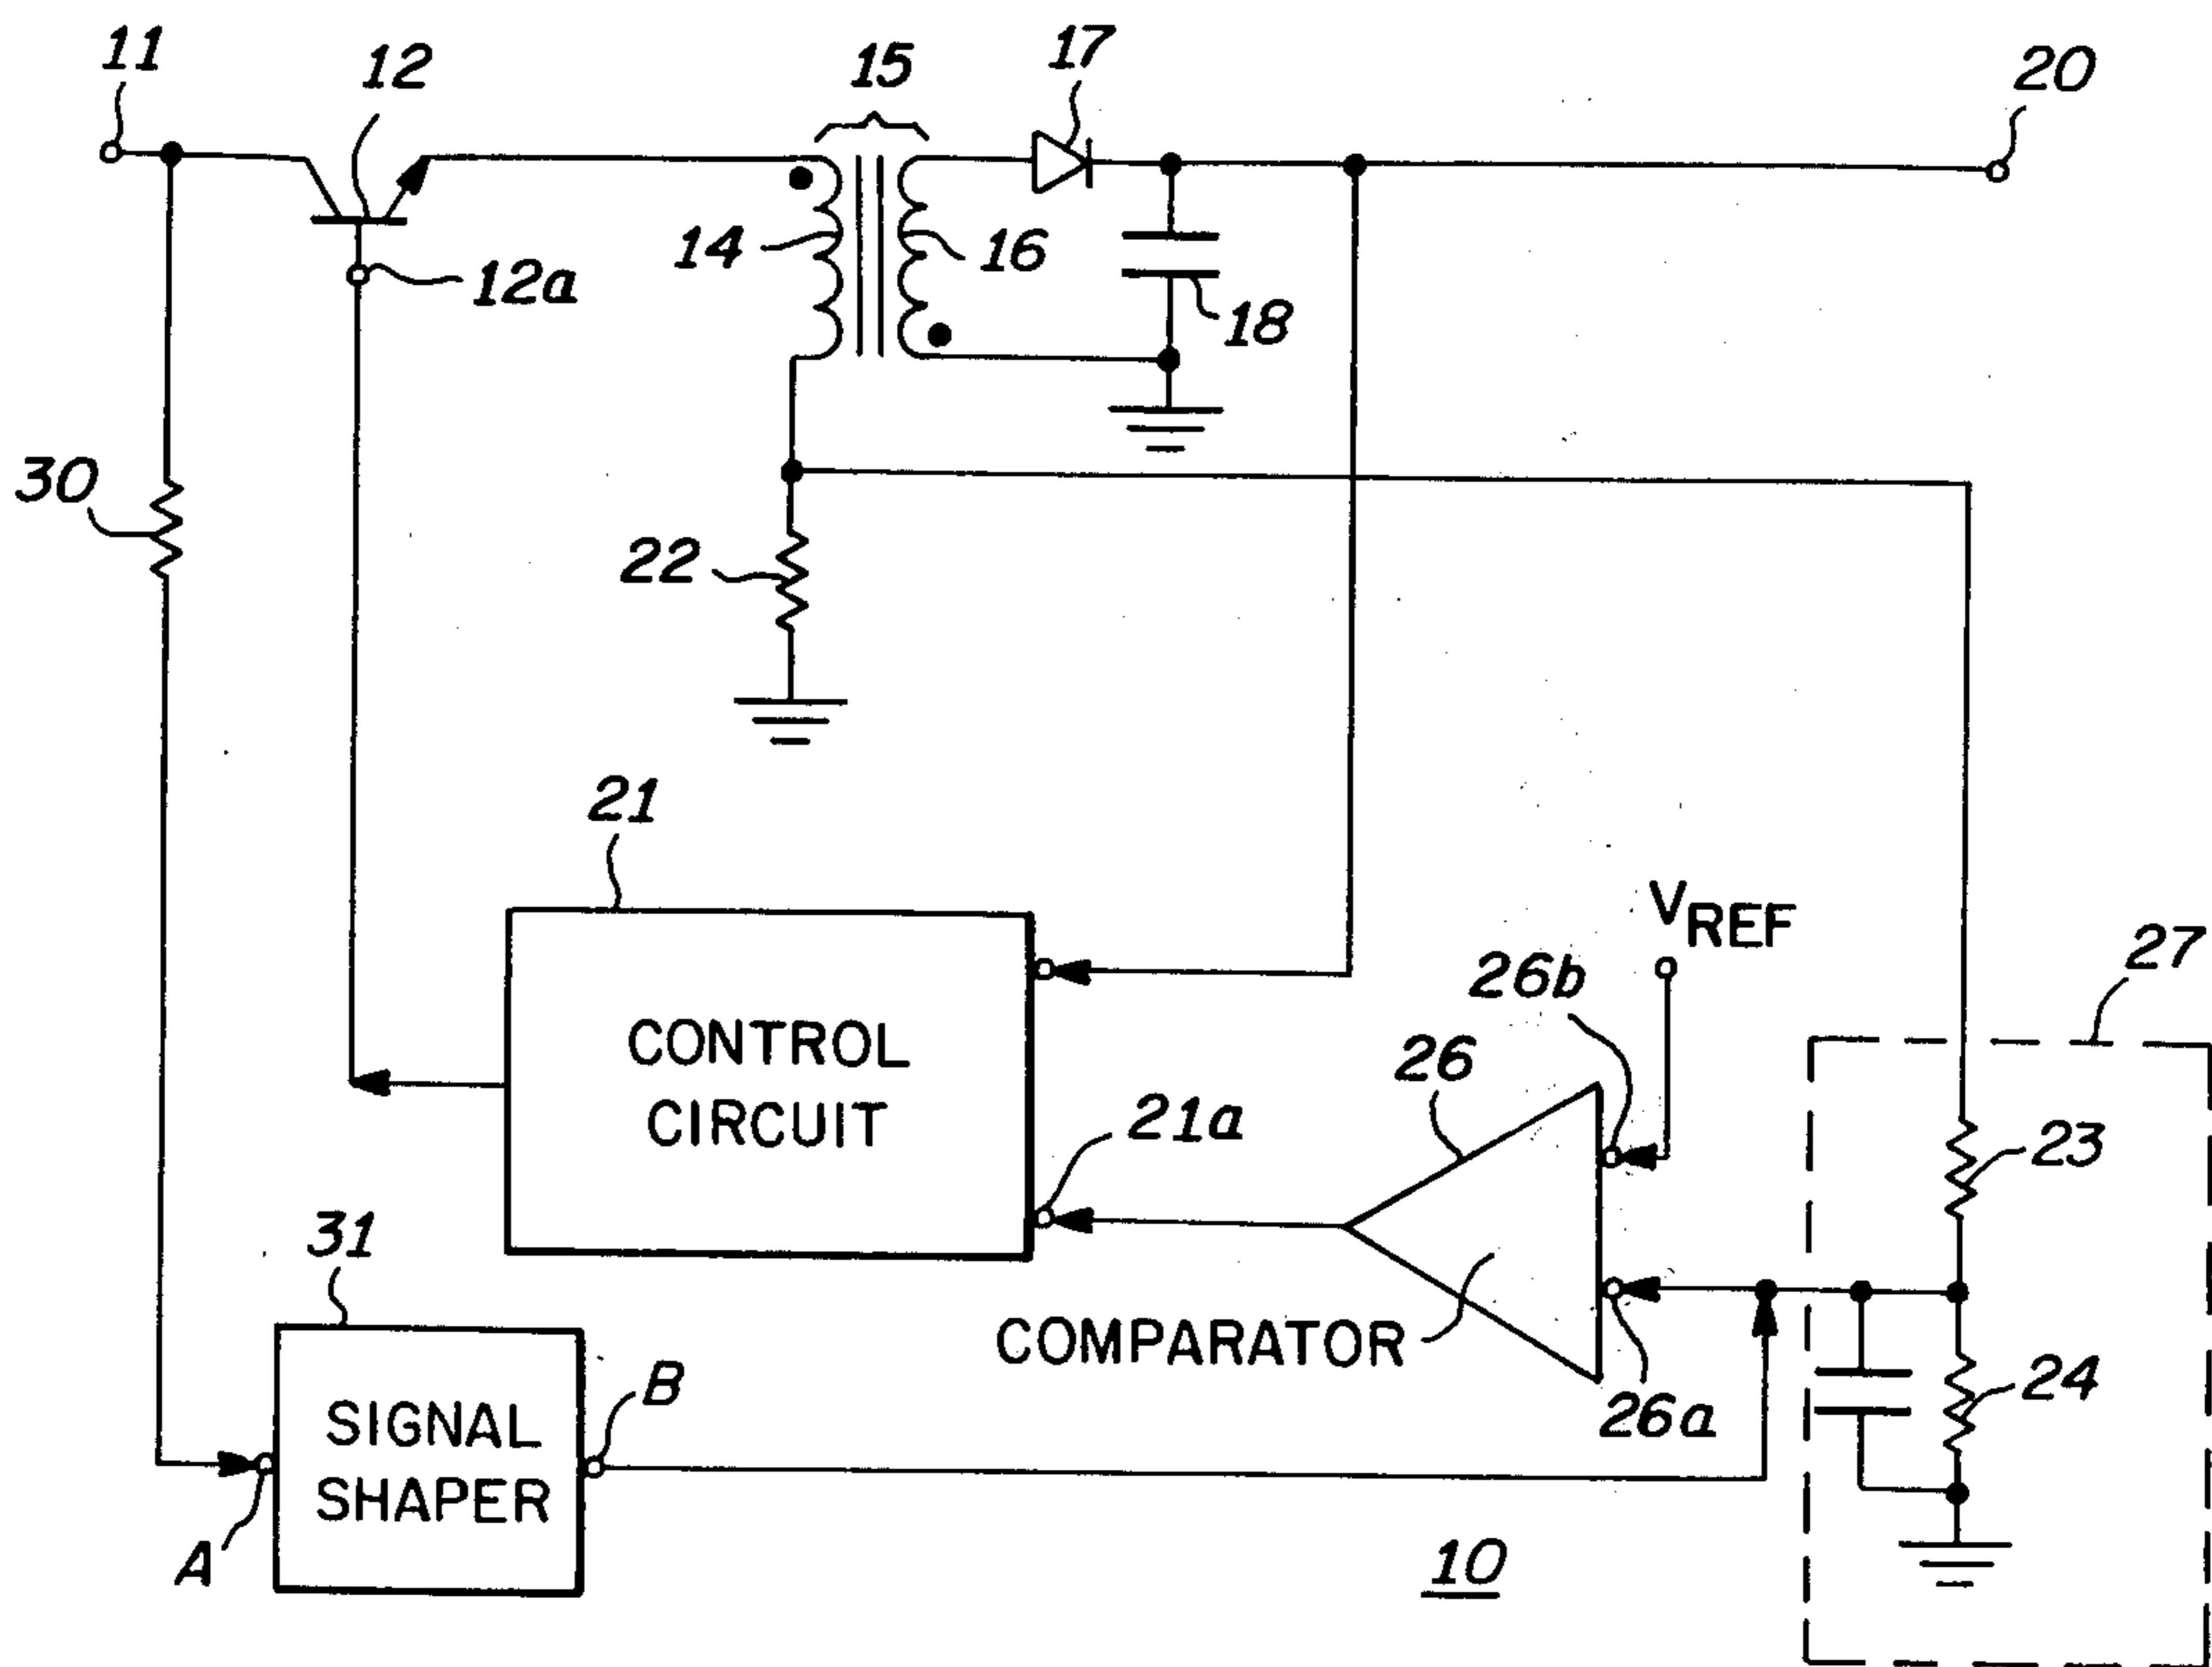 11
12
15
17
20
14
16
12a
18
30
22
21
VREF
26b
27
CONTROL
CIRCUIT
26
21a
23
31
COMPARATOR
B
24
26a
SIGNAL
SHAPER
A
10